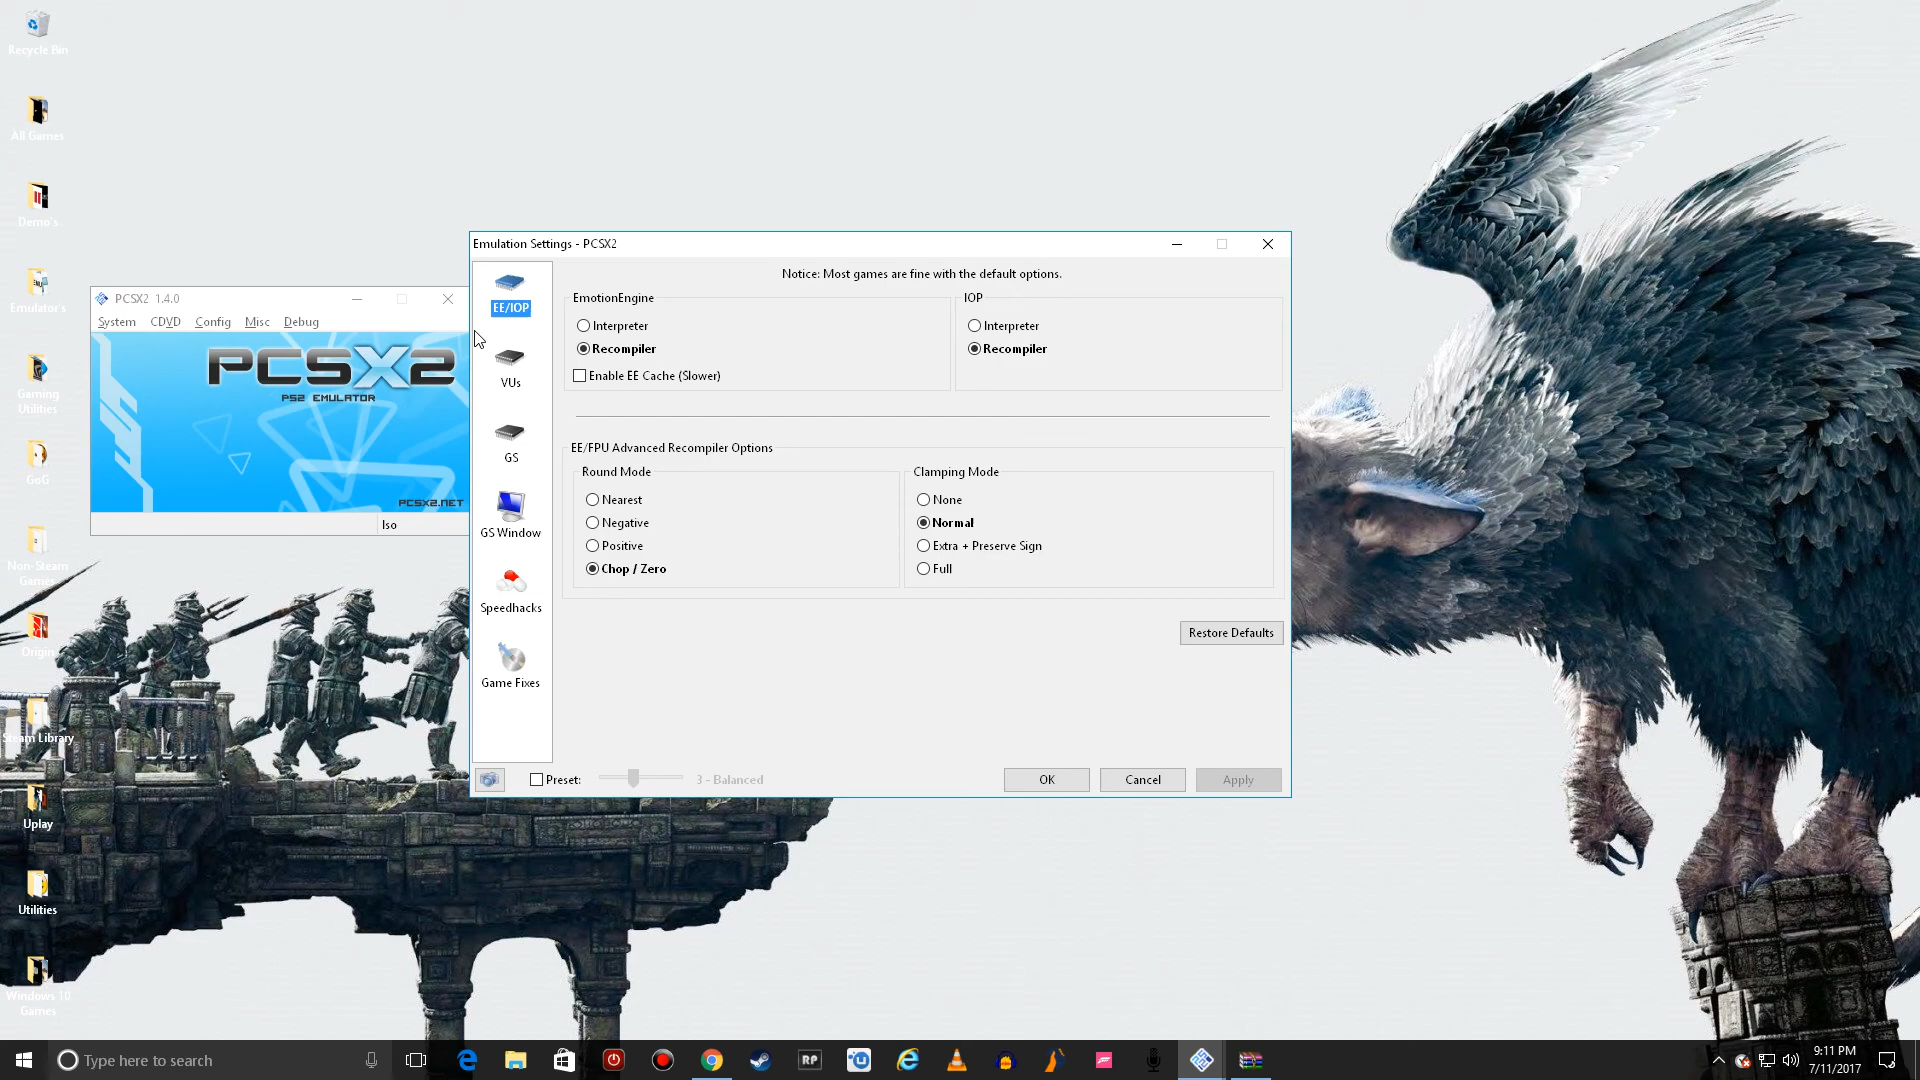 Recycle Bin
All Games
Demo's
Emulator's
Gaming
Utilities
GoG
Non-Steam
Games
Origin
Steam Library
Uplay
Utilities
Windows 10
Games
PCSX2 1.4.0
System CDVD Config Misc Debug
PCSX2
PS2 EMULATOR
PCSX2.NET
Iso
Emulation Settings - PCSX2
EE/IOP
VUs
GS
GS Window
Speedhacks
Game Fixes
Notice: Most games are fine with the default options.
EmotionEngine
Interpreter
Recompiler
Enable EE Cache (Slower)
IOP
Interpreter
Recompiler
EE/FPU Advanced Recompiler Options
Round Mode
Nearest
Negative
Positive
Chop / Zero
Clamping Mode
None
Normal
Extra + Preserve Sign
Full
Restore Defaults
Preset: 3 - Balanced
OK Cancel Apply
Type here to search
RP
9:11 PM
7/11/2017